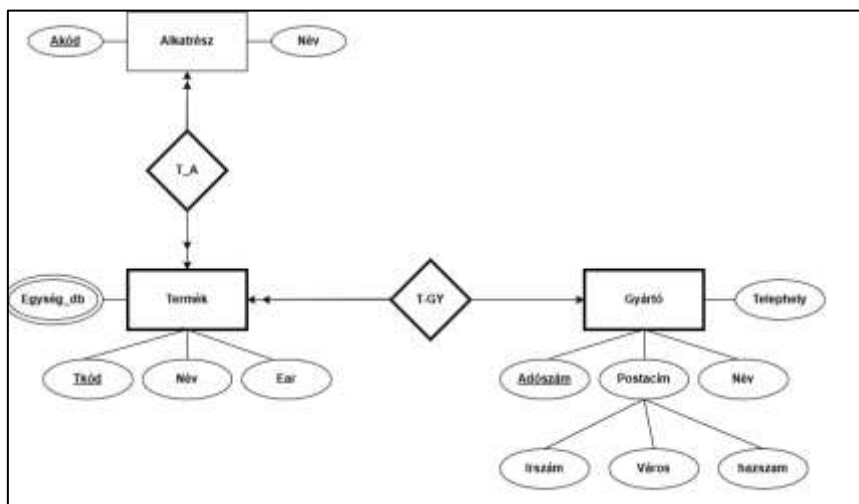 Akód
Alkatrész
Név
T_A
Egység_db
Termék
T-GY
Gyártó
Telephely
Tkód
Név
Ear
Adószám
Postacím
Név
Irszám
Város
hazszam